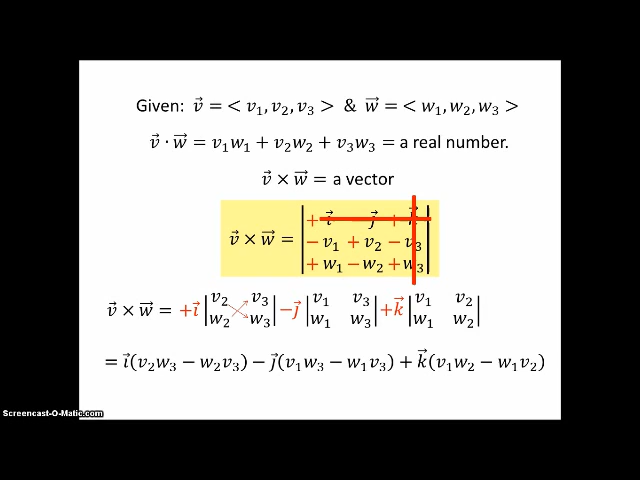 Given: v⃗ = < v₁, v₂, v₃ > & w⃗ = < w₁, w₂, w₃ >
v⃗ · w⃗ = v₁w₁ + v₂w₂ + v₃w₃ = a real number.
v⃗ × w⃗ = a vector
v⃗ × w⃗ = | + i⃗ − j⃗ + k⃗ |
| − v₁ + v₂ − v₃ |
| + w₁ − w₂ + w₃ |
v⃗ × w⃗ = +i⃗ | v₂ v₃ | −j⃗ | v₁ v₃ | +k⃗ | v₁ v₂ |
| w₂ w₃ | | w₁ w₃ | | w₁ w₂ |
= i⃗(v₂w₃ − w₂v₃) − j⃗(v₁w₃ − w₁v₃) + k⃗(v₁w₂ − w₁v₂)
Screencast-O-Matic.com